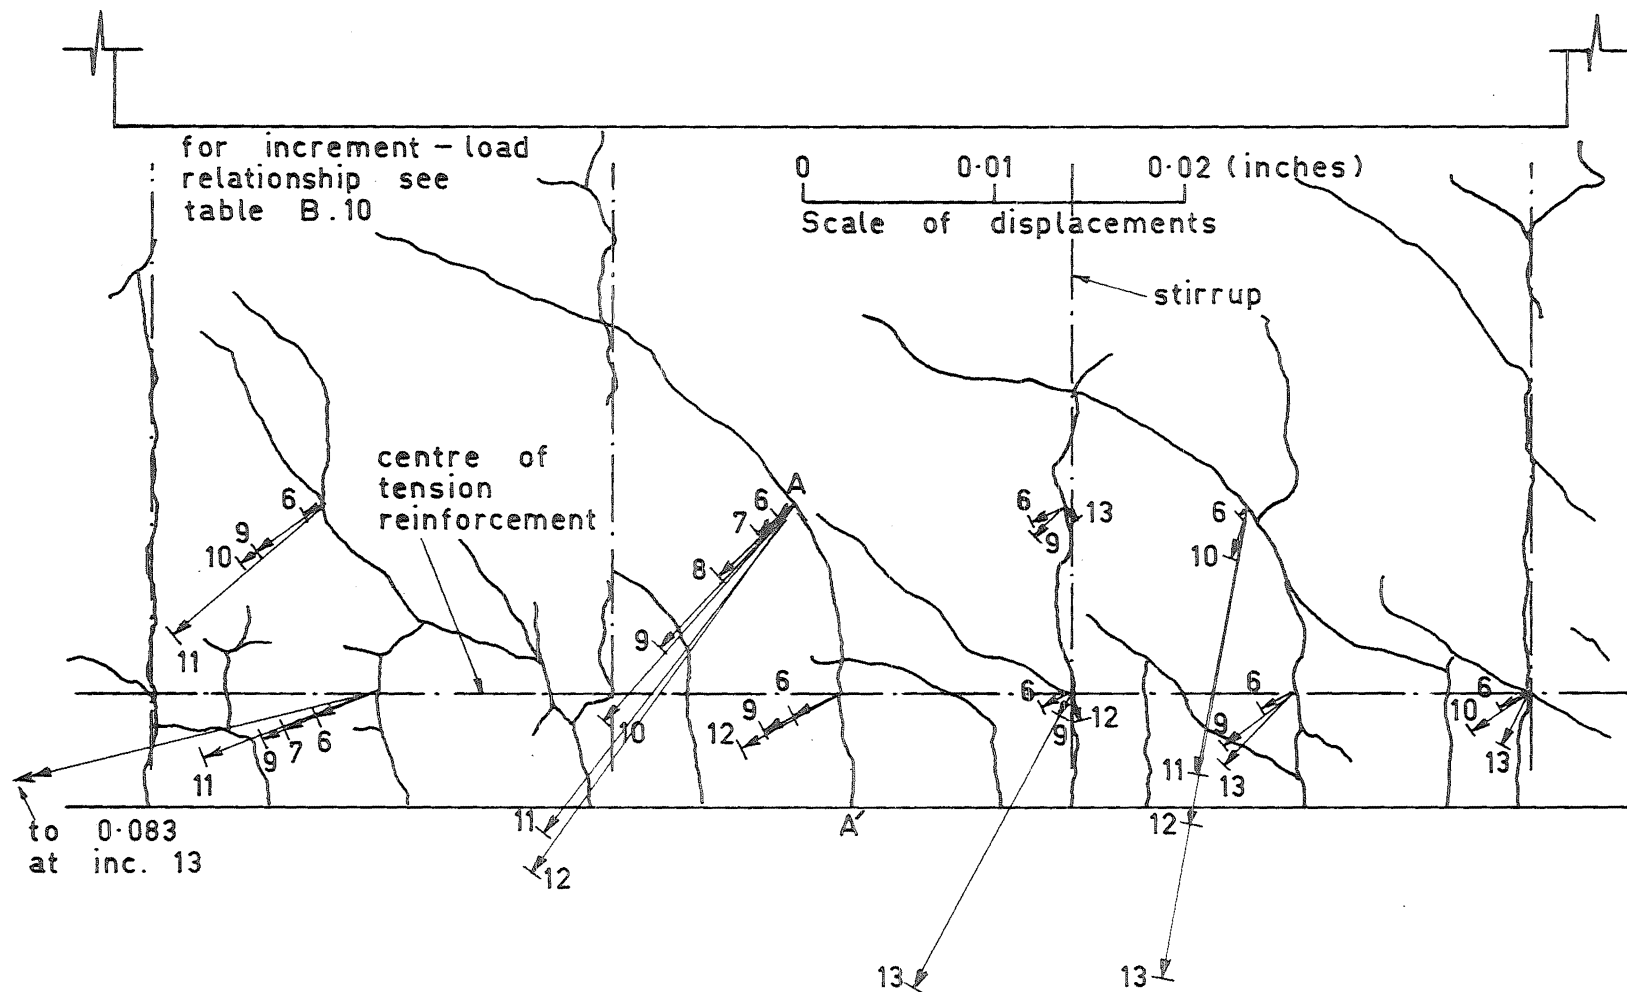 for increment – load
relationship see
table B.10
0 0·01 0·02 (inches)
Scale of displacements
stirrup
centre of
tension
reinforcement
A
6
9
10
11
6
7
8
9
10
11
12
6
9
13
6
10
11
12
13
6
7
9
11
6
9
12
6
9
12
13
6
9
13
6
10
13
A′
to 0·083
at inc. 13